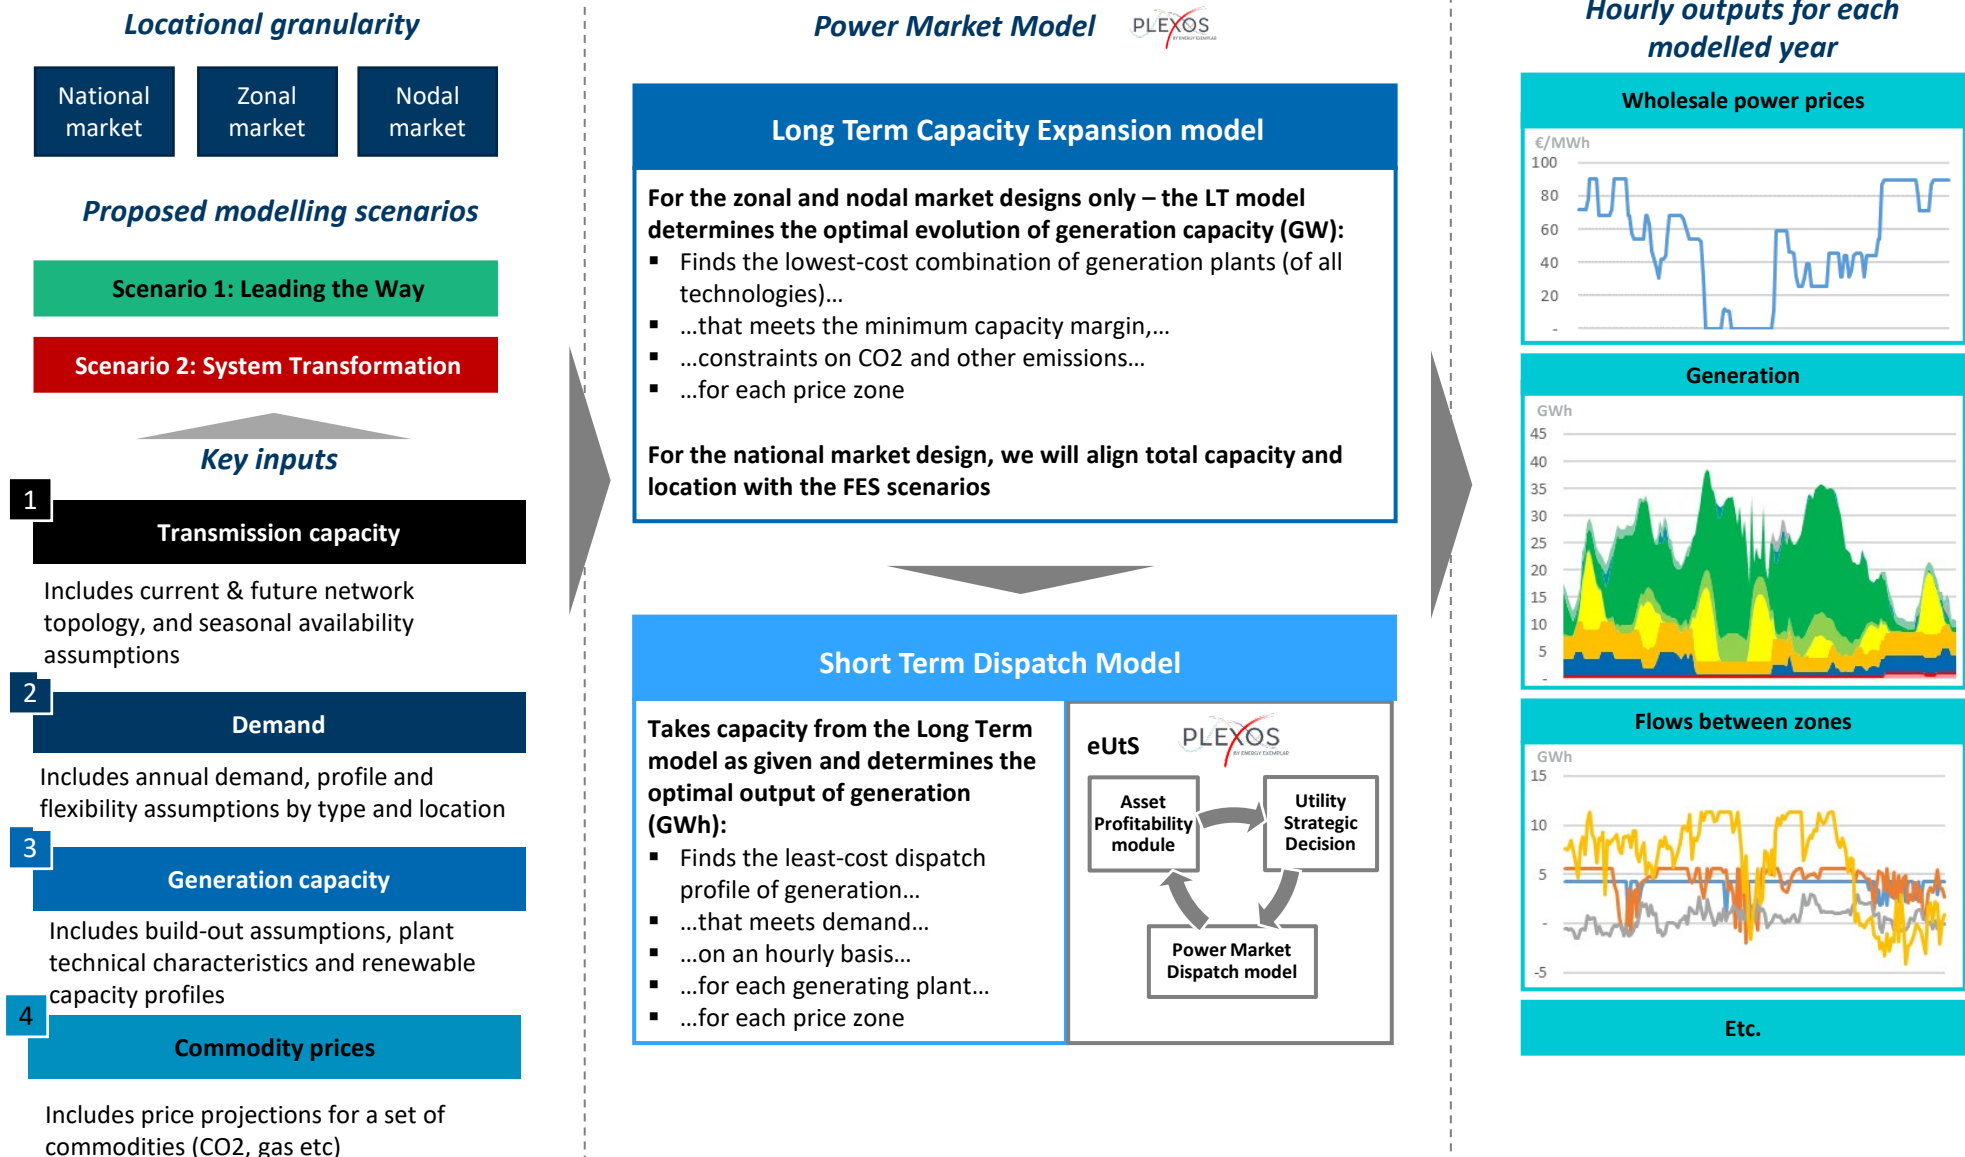 Locational granularity
National
market
Zonal
market
Nodal
market
Proposed modelling scenarios
Scenario 1: Leading the Way
Scenario 2: System Transformation
Key inputs
1
Transmission capacity
Includes current & future network
topology, and seasonal availability
assumptions
2
Demand
Includes annual demand, profile and
flexibility assumptions by type and location
3
Generation capacity
Includes build-out assumptions, plant
technical characteristics and renewable
capacity profiles
4
Commodity prices
Includes price projections for a set of
commodities (CO2, gas etc)
Power Market Model
PLEXOS
BY ENERGY EXEMPLAR
Long Term Capacity Expansion model
For the zonal and nodal market designs only – the LT model
determines the optimal evolution of generation capacity (GW):
▪ Finds the lowest-cost combination of generation plants (of all
technologies)…
▪ …that meets the minimum capacity margin,…
▪ …constraints on CO2 and other emissions…
▪ …for each price zone
For the national market design, we will align total capacity and
location with the FES scenarios
Short Term Dispatch Model
Takes capacity from the Long Term
model as given and determines the
optimal output of generation
(GWh):
▪ Finds the least-cost dispatch
profile of generation…
▪ …that meets demand…
▪ …on an hourly basis…
▪ …for each generating plant…
▪ …for each price zone
eUtS
PLEXOS
BY ENERGY EXEMPLAR
Asset
Profitability
module
Utility
Strategic
Decision
Power Market
Dispatch model
Hourly outputs for each
modelled year
Wholesale power prices
€/MWh
100
80
60
40
20
-
Generation
GWh
45
40
35
30
25
20
15
10
5
-
Flows between zones
GWh
15
10
5
-
-5
Etc.